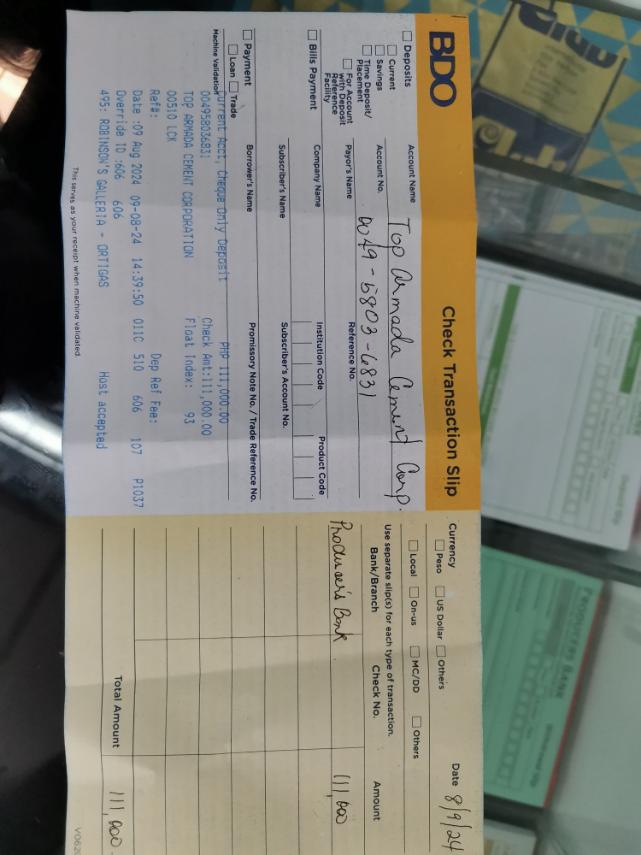 BDO
Check Transaction Slip
☐ Deposits
☐ Current
☐ Savings
☐ Time Deposit/
Placement
☐ For Account
with Deposit
Reference
Facility
Account Name Top Armada Cement Corp.
Account No. 0049-5803-6831
Payor's Name
Reference No.
☐ Bills Payment
Company Name
Institution Code
Product Code
Subscriber's Name
Subscriber's Account No.
☐ Payment
☐ Loan ☐ Trade
Borrower's Name
Promissory Note No. / Trade Reference No.
Machine Validation
urrent Acct, Cheque Only Deposit PHP 111,000.00
004958036831 Check Amt:111,000.00
TOP ARMADA CEMENT CORPORATION Float Index: 93
00510 LCK
Ref#: Dep Ref Fee:
Date :09 Aug 2024 09-08-24 14:39:50 011C 510 606 107 P1037
Override ID :606 606
495: ROBINSON'S GALLERIA - ORTIGAS Host accepted
This serves as your receipt when machine validated.
Currency
☐ Peso ☐ US Dollar ☐ Others
Date 8/9/24
☐ Local ☐ On-us ☐ MC/DD ☐ Others
Use separate slip(s) for each type of transaction.
Bank/Branch Check No. Amount
Producer's Bank 111,000
Total Amount 111,000
PRODUCERS BANK